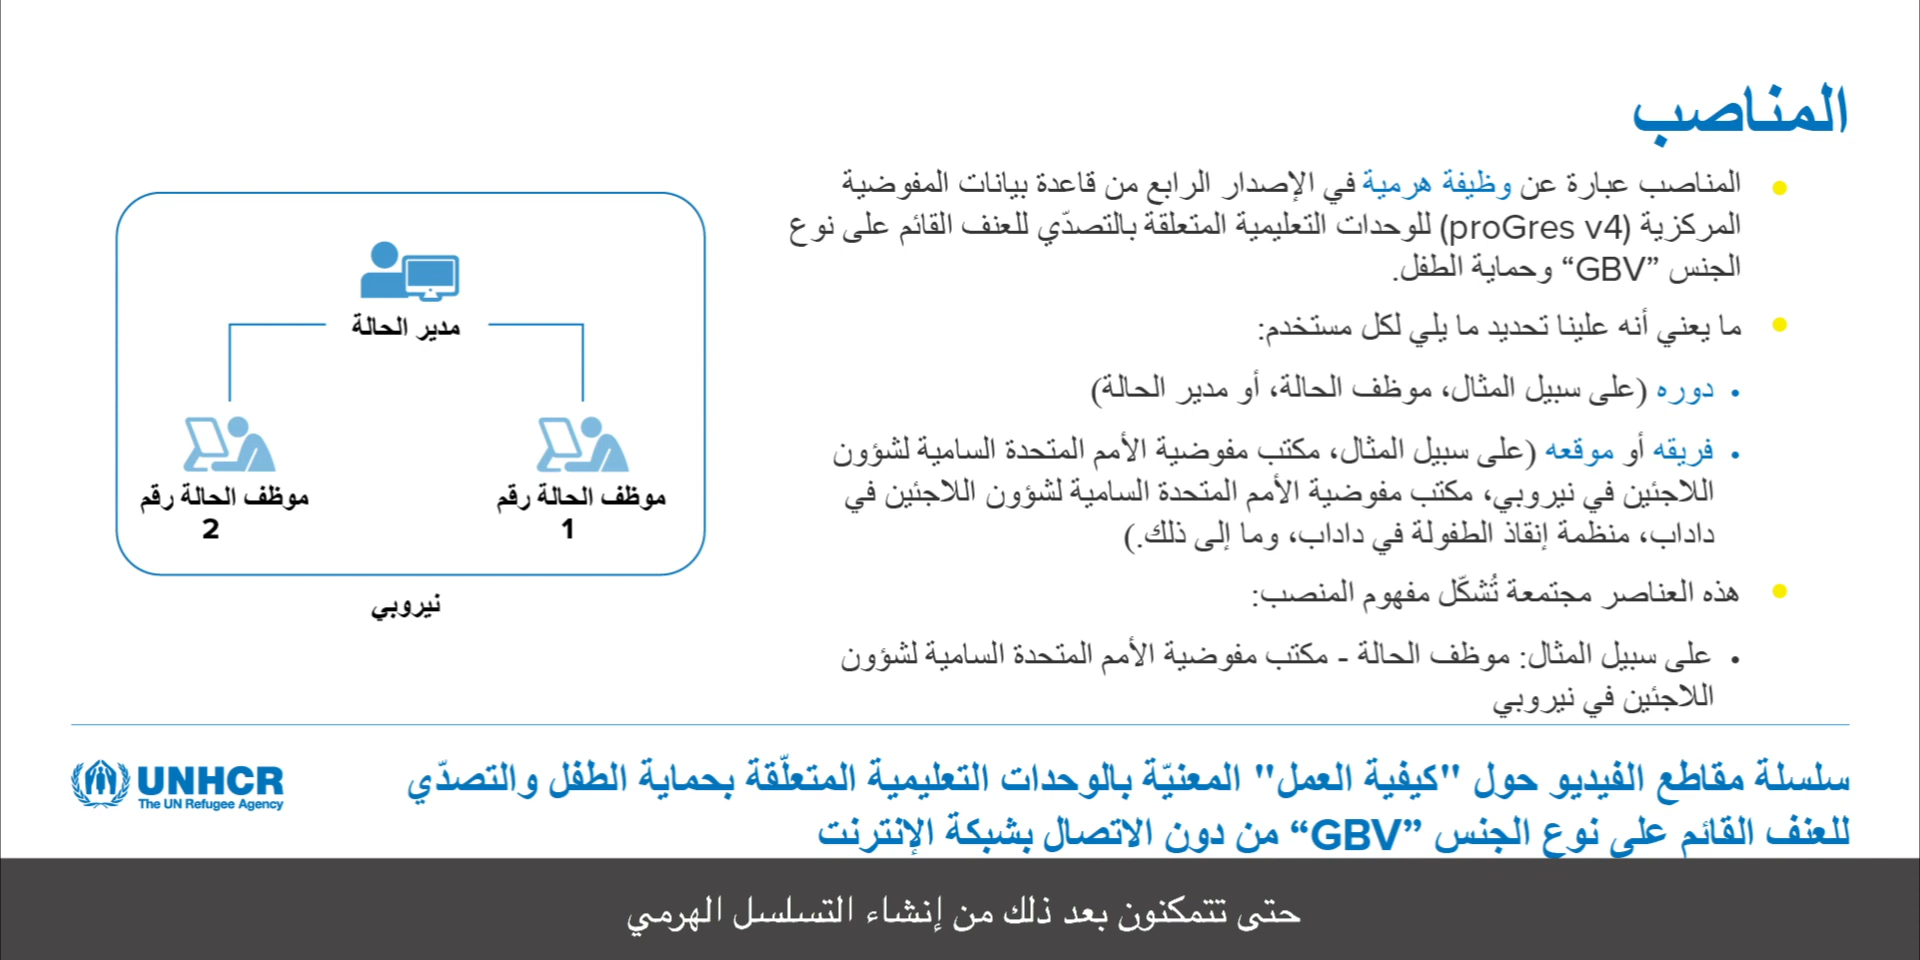 المناصب
المناصب عبارة عن وظيفة هرمية في الإصدار الرابع من قاعدة بيانات المفوضية
المركزية (proGres v4) للوحدات التعليمية المتعلقة بالتصدّي للعنف القائم على نوع
الجنس “GBV” وحماية الطفل.
ما يعني أنه علينا تحديد ما يلي لكل مستخدم:
دوره (على سبيل المثال، موظف الحالة، أو مدير الحالة)
فريقه أو موقعه (على سبيل المثال، مكتب مفوضية الأمم المتحدة السامية لشؤون
اللاجئين في نيروبي، مكتب مفوضية الأمم المتحدة السامية لشؤون اللاجئين في
داداب، منظمة إنقاذ الطفولة في داداب، وما إلى ذلك.)
هذه العناصر مجتمعة تُشكّل مفهوم المنصب:
على سبيل المثال: موظف الحالة - مكتب مفوضية الأمم المتحدة السامية لشؤون
اللاجئين في نيروبي
مدير الحالة
موظف الحالة رقم
1
موظف الحالة رقم
2
نيروبي
سلسلة مقاطع الفيديو حول "كيفية العمل" المعنيّة بالوحدات التعليمية المتعلّقة بحماية الطفل والتصدّي
للعنف القائم على نوع الجنس “GBV” من دون الاتصال بشبكة الإنترنت
UNHCR
The UN Refugee Agency
حتى تتمكنون بعد ذلك من إنشاء التسلسل الهرمي